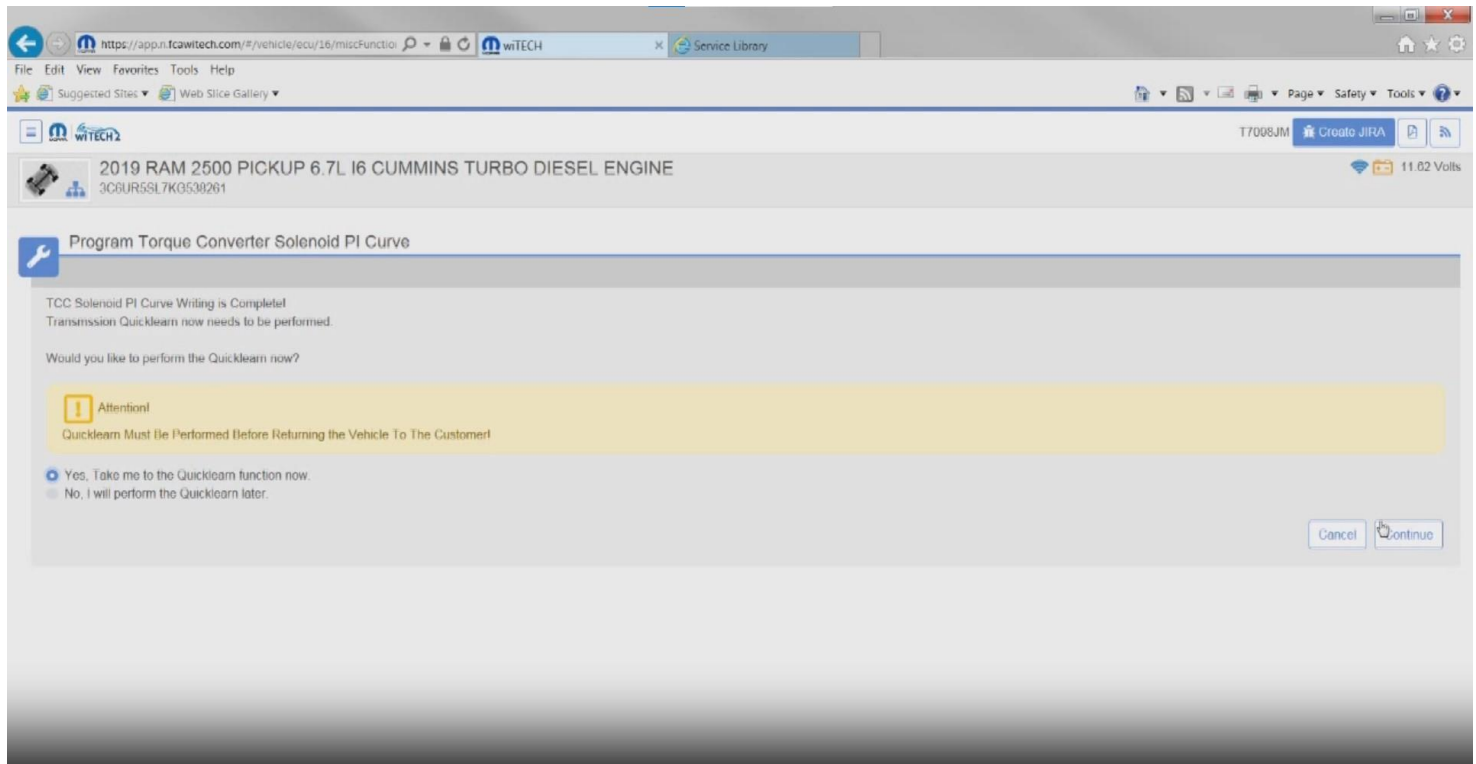 https://app.n.fcawitech.com/#/vehicle/ecu/16/miscFunctio
wiTECH
Service Library
File Edit View Favorites Tools Help
Suggested Sites
Web Slice Gallery
Page Safety Tools
wiTECH2
T7098JM
Create JIRA
2019 RAM 2500 PICKUP 6.7L I6 CUMMINS TURBO DIESEL ENGINE
11.62 Volts
Program Torque Converter Solenoid PI Curve
TCC Solenoid PI Curve Writing is Complete!
Transmssion Quicklearn now needs to be performed.
Would you like to perform the Quicklearn now?
Attention!
Quicklearn Must Be Performed Before Returning the Vehicle To The Customer!
Yes, Take me to the Quicklearn function now.
No, I will perform the Quicklearn later.
Cancel
Continue